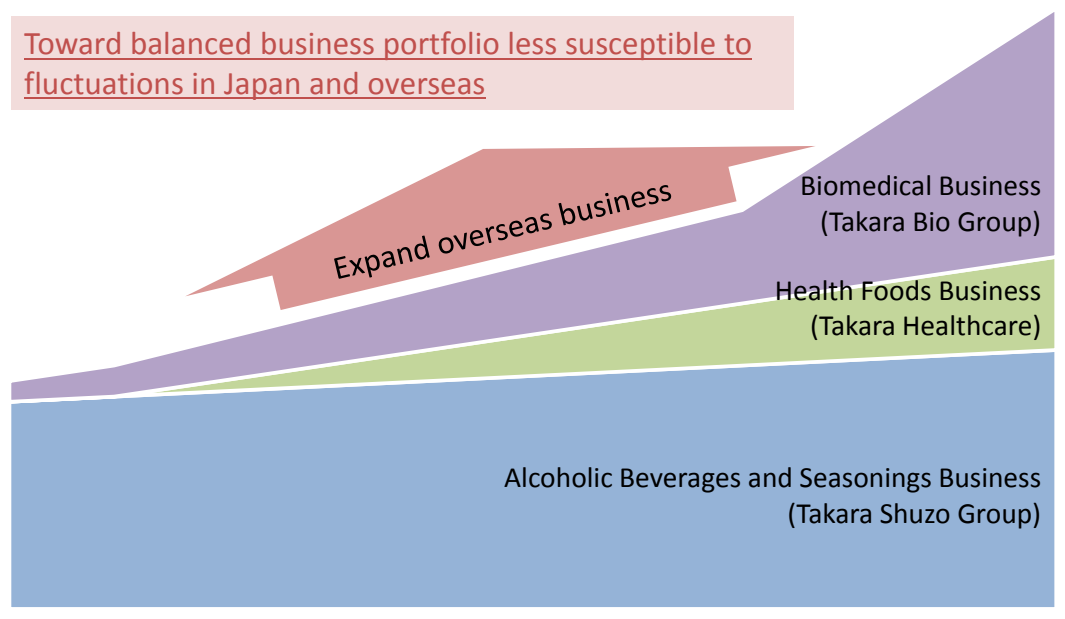 Toward balanced business portfolio less susceptible to
fluctuations in Japan and overseas
Expand overseas business
Biomedical Business
(Takara Bio Group)
Health Foods Business
(Takara Healthcare)
Alcoholic Beverages and Seasonings Business
(Takara Shuzo Group)